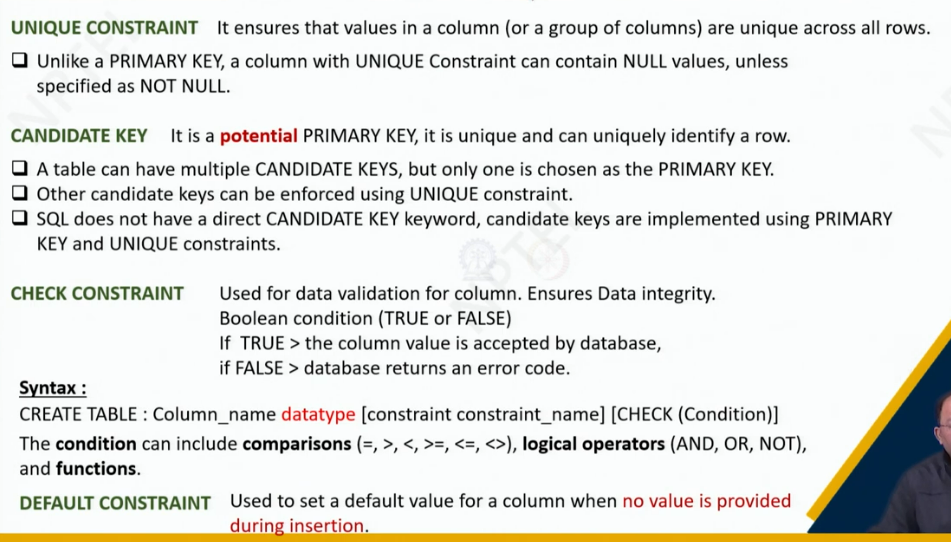 UNIQUE CONSTRAINT It ensures that values in a column (or a group of columns) are unique across all rows.
❑ Unlike a PRIMARY KEY, a column with UNIQUE Constraint can contain NULL values, unless
specified as NOT NULL.
CANDIDATE KEY It is a potential PRIMARY KEY, it is unique and can uniquely identify a row.
❑ A table can have multiple CANDIDATE KEYS, but only one is chosen as the PRIMARY KEY.
❑ Other candidate keys can be enforced using UNIQUE constraint.
❑ SQL does not have a direct CANDIDATE KEY keyword, candidate keys are implemented using PRIMARY
KEY and UNIQUE constraints.
CHECK CONSTRAINT Used for data validation for column. Ensures Data integrity.
Boolean condition (TRUE or FALSE)
If TRUE > the column value is accepted by database,
if FALSE > database returns an error code.
Syntax :
CREATE TABLE : Column_name datatype [constraint constraint_name] [CHECK (Condition)]
The condition can include comparisons (=, >, <, >=, <=, <>), logical operators (AND, OR, NOT),
and functions.
DEFAULT CONSTRAINT Used to set a default value for a column when no value is provided
during insertion.